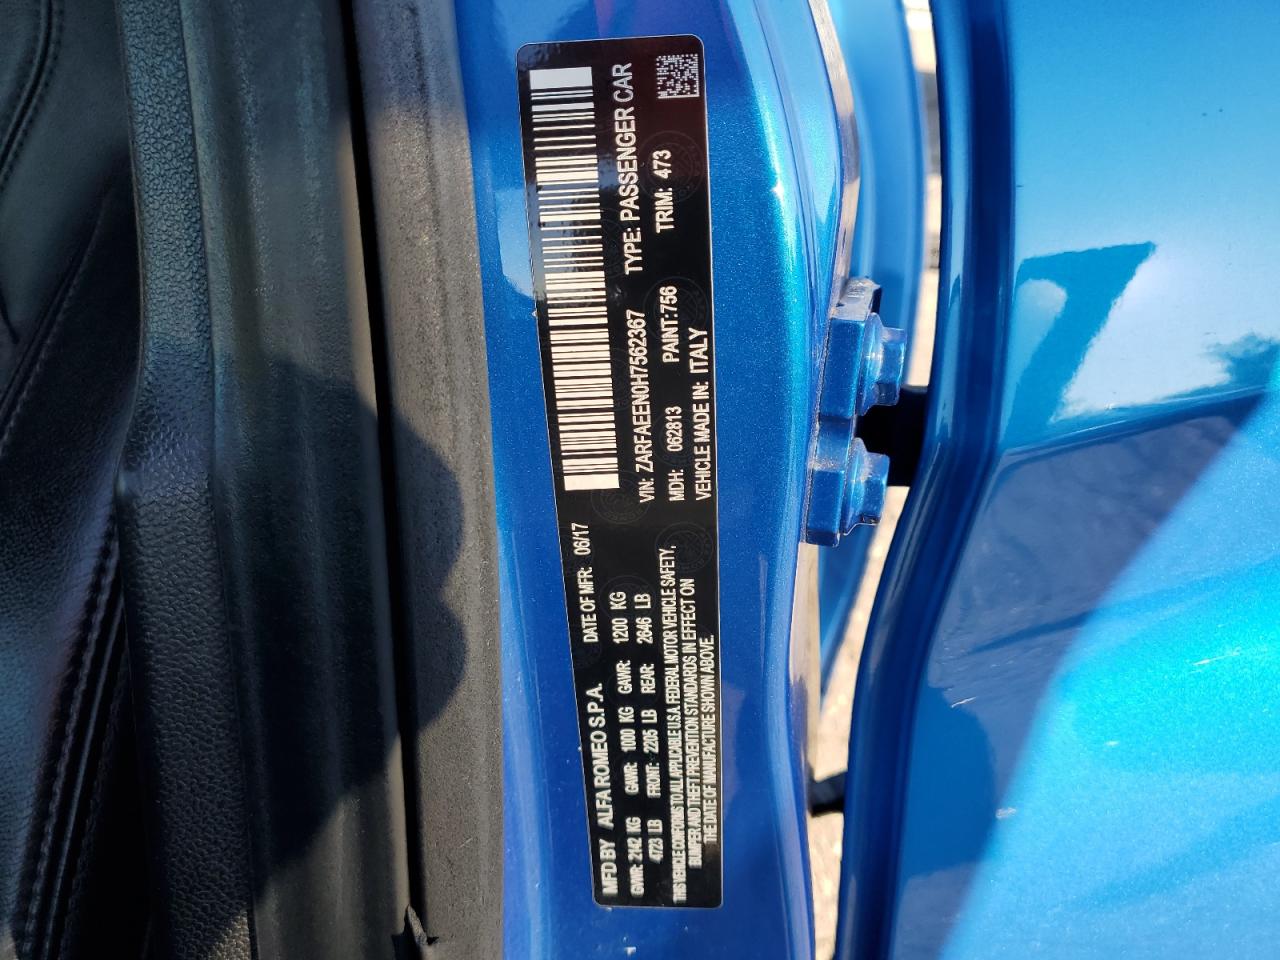 MFD BY ALFA ROMEO S.P.A. DATE OF MFR: 06/17
GVWR: 2142 KG GAWR: 1000 KG GAWR: 1200 KG
4723 LB FRONT: 2205 LB REAR: 2646 LB
THIS VEHICLE CONFORMS TO ALL APPLICABLE U.S.A. FEDERAL MOTOR VEHICLE SAFETY,
BUMPER AND THEFT PREVENTION STANDARDS IN EFFECT ON
THE DATE OF MANUFACTURE SHOWN ABOVE.
VIN: ZARFAEEN0H7562367 TYPE: PASSENGER CAR
MDH: 062813 PAINT:756 TRIM: 473
VEHICLE MADE IN: ITALY